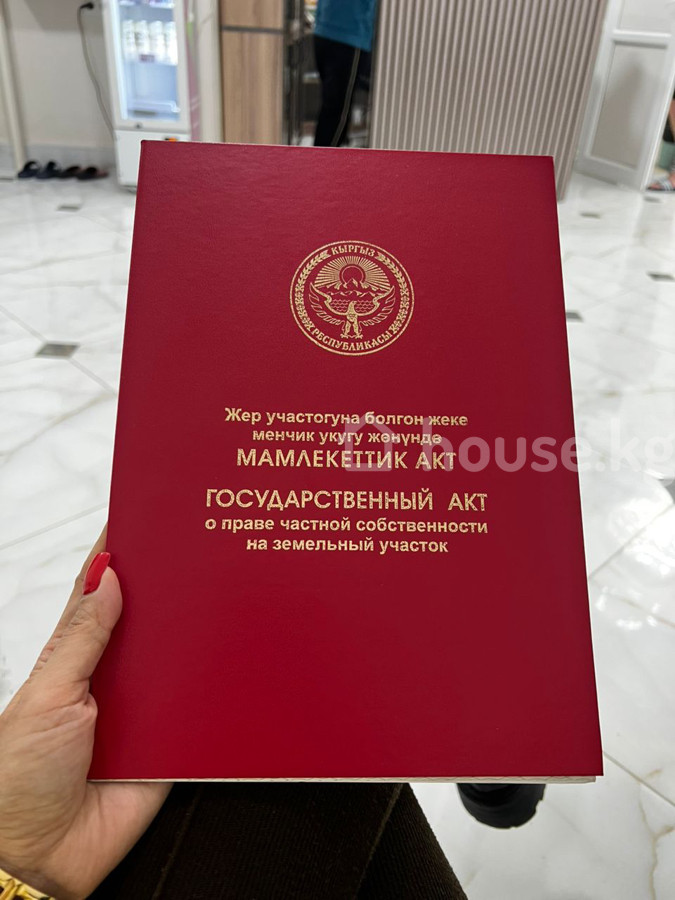 КЫРГЫЗ
РЕСПУБЛИКАСЫ
Жер участогуна болгон жеке
менчик укугу жөнүндө
МАМЛЕКЕТТИК АКТ
house.kg
ГОСУДАРСТВЕННЫЙ АКТ
о праве частной собственности
на земельный участок